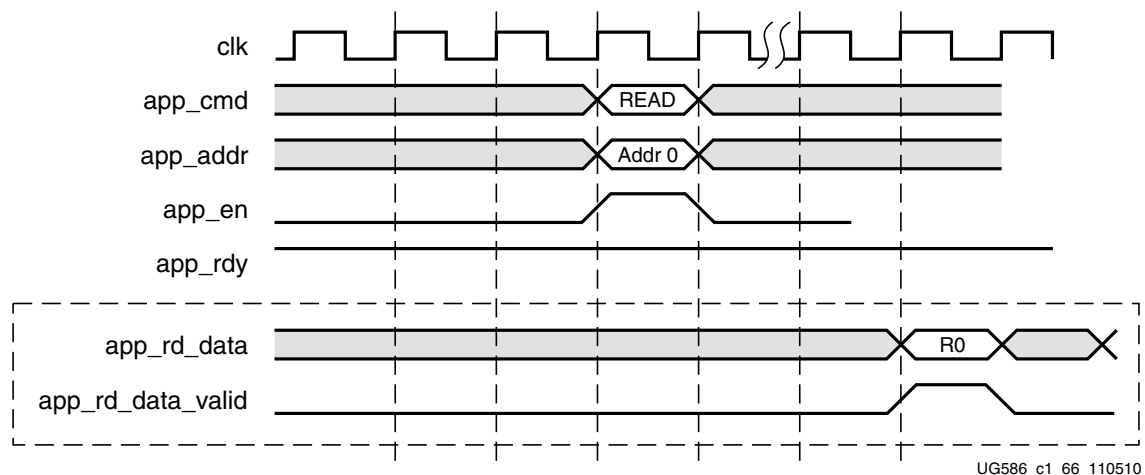 clk
app_cmd READ
app_addr Addr 0
app_en
app_rdy
app_rd_data R0
app_rd_data_valid
UG586_c1_66_110510